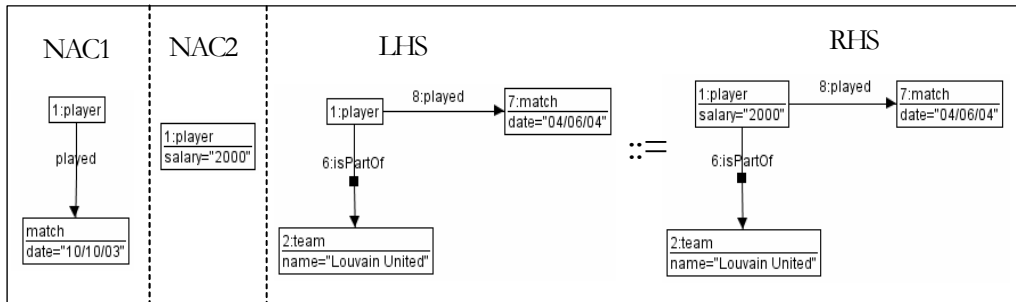 NAC1
1:player
played
match
date="10/10/03"
NAC2
1:player
salary="2000"
LHS
1:player
8:played
7:match
date="04/06/04"
6:isPartOf
2:team
name="Louvain United"
::=
RHS
1:player
salary="2000"
8:played
7:match
date="04/06/04"
6:isPartOf
2:team
name="Louvain United"